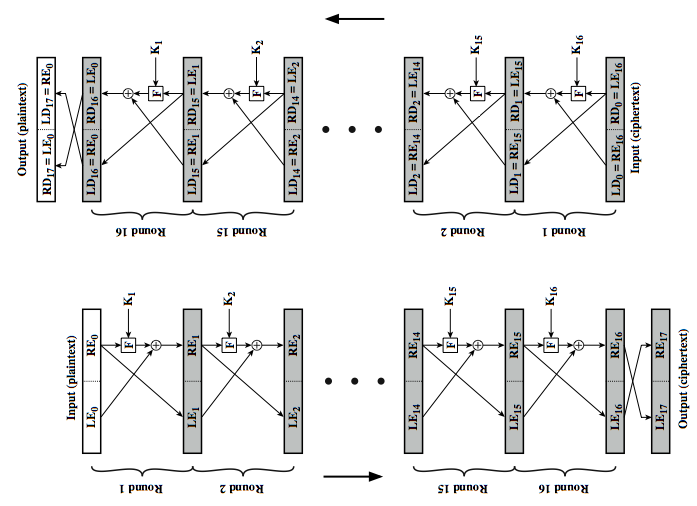 Output (plaintext)
RD17 = LE0 LD17 = RE0
LD16 = RE0 RD16 = LE0
K1
F
Round 16
LD15 = RE1 RD15 = LE1
K2
F
Round 15
LD14 = RE2 RD14 = LE2
LD2 = RE14 RD2 = LE14
K15
F
Round 2
LD1 = RE15 RD1 = LE15
K16
F
Round 1
LD0 = RE16 RD0 = LE16
Input (ciphertext)
Input (plaintext)
LE0 RE0
K1
F
Round 1
LE1 RE1
K2
F
Round 2
LE2 RE2
LE14 RE14
K15
F
Round 15
LE15 RE15
K16
F
Round 16
LE16 RE16
LE17 RE17
Output (ciphertext)